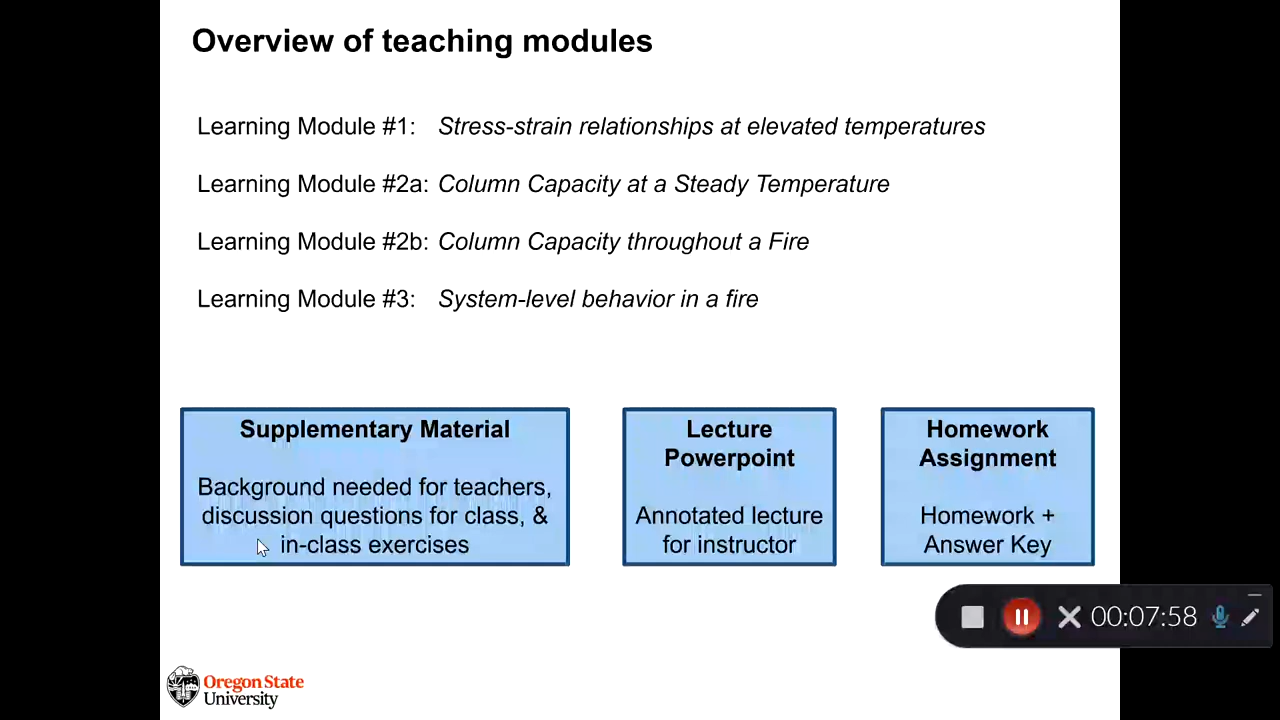 Overview of teaching modules
Learning Module #1: Stress-strain relationships at elevated temperatures
Learning Module #2a: Column Capacity at a Steady Temperature
Learning Module #2b: Column Capacity throughout a Fire
Learning Module #3: System-level behavior in a fire
Supplementary Material
Background needed for teachers,
discussion questions for class, &
in-class exercises
Lecture
Powerpoint
Annotated lecture
for instructor
Homework
Assignment
Homework +
Answer Key
00:07:58
Oregon State
University